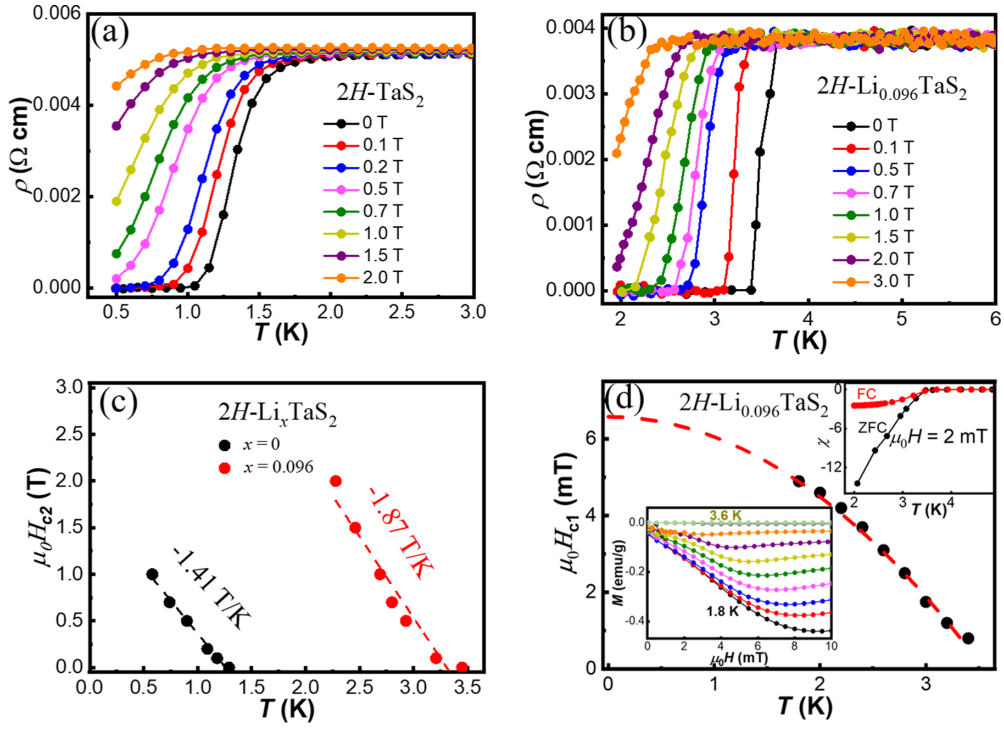 (a)
2H-TaS₂
0 T
0.1 T
0.2 T
0.5 T
0.7 T
1.0 T
1.5 T
2.0 T
ρ (Ω cm)
0.006
0.004
0.002
0.000
0.5 1.0 1.5 2.0 2.5 3.0
T (K)
(b)
2H-Li₀.₀₉₆TaS₂
0 T
0.1 T
0.5 T
0.7 T
1.0 T
1.5 T
2.0 T
3.0 T
ρ (Ω cm)
0.004
0.003
0.002
0.001
0.000
2 3 4 5 6
T (K)
(c)
2H-LiₓTaS₂
x = 0
x = 0.096
-1.41 T/K
-1.87 T/K
μ₀Hc2 (T)
3.0
2.5
2.0
1.5
1.0
0.5
0.0
0.0 0.5 1.0 1.5 2.0 2.5 3.0 3.5
T (K)
(d)
2H-Li₀.₀₉₆TaS₂
μ₀Hc1 (mT)
6
4
2
0
0 1 2 3
T (K)
FC
ZFC
μ₀H = 2 mT
χ
0
-6
-12
2 3 4
T (K)
3.6 K
1.8 K
M (emu/g)
0.0
-0.2
-0.4
0 2 4 6 8 10
μ₀H (mT)